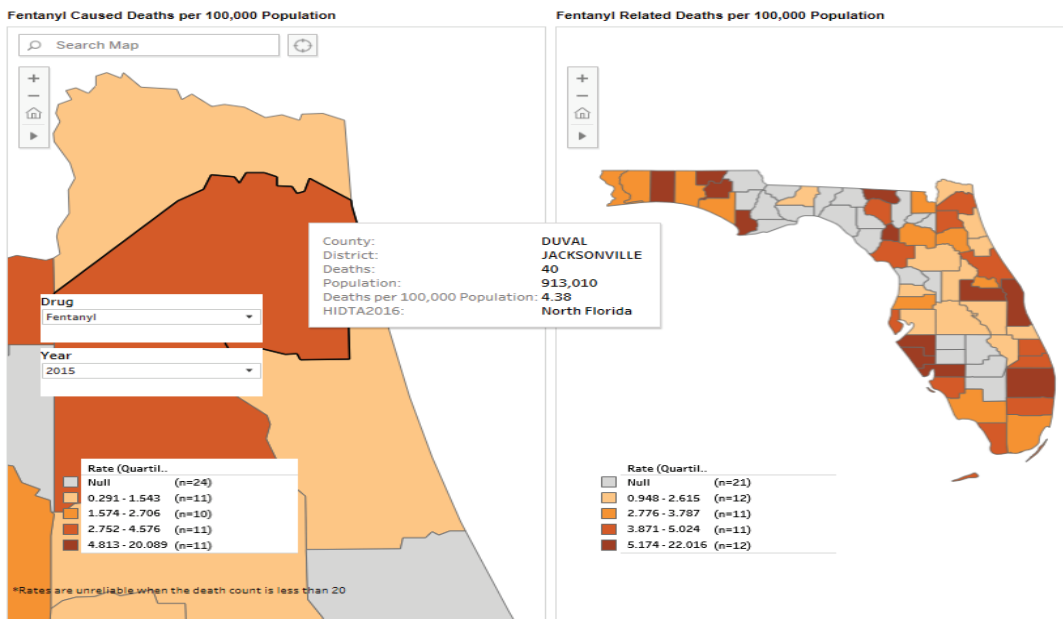 Fentanyl Caused Deaths per 100,000 Population
Search Map
Drug
Fentanyl
Year
2015
Rate (Quartil..
Null (n=24)
0.291 - 1.543 (n=11)
1.574 - 2.706 (n=10)
2.752 - 4.576 (n=11)
4.813 - 20.089 (n=11)
*Rates are unreliable when the death count is less than 20
County: DUVAL
District: JACKSONVILLE
Deaths: 40
Population: 913,010
Deaths per 100,000 Population: 4.38
HIDTA2016: North Florida
Fentanyl Related Deaths per 100,000 Population
Rate (Quartil..
Null (n=21)
0.948 - 2.615 (n=12)
2.776 - 3.787 (n=11)
3.871 - 5.024 (n=11)
5.174 - 22.016 (n=12)